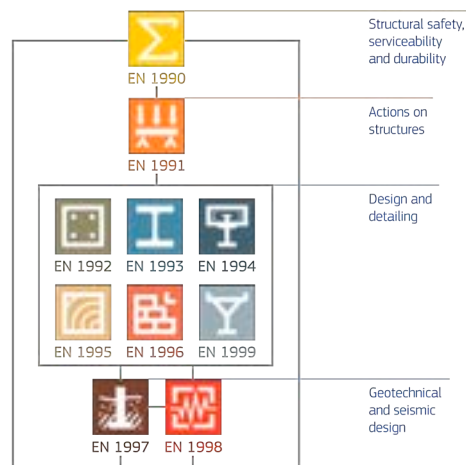 Structural safety,
serviceability
and durability
EN 1990
Actions on
structures
EN 1991
Design and
detailing
EN 1992 EN 1993 EN 1994
EN 1995 EN 1996 EN 1999
Geotechnical
and seismic
design
EN 1997 EN 1998